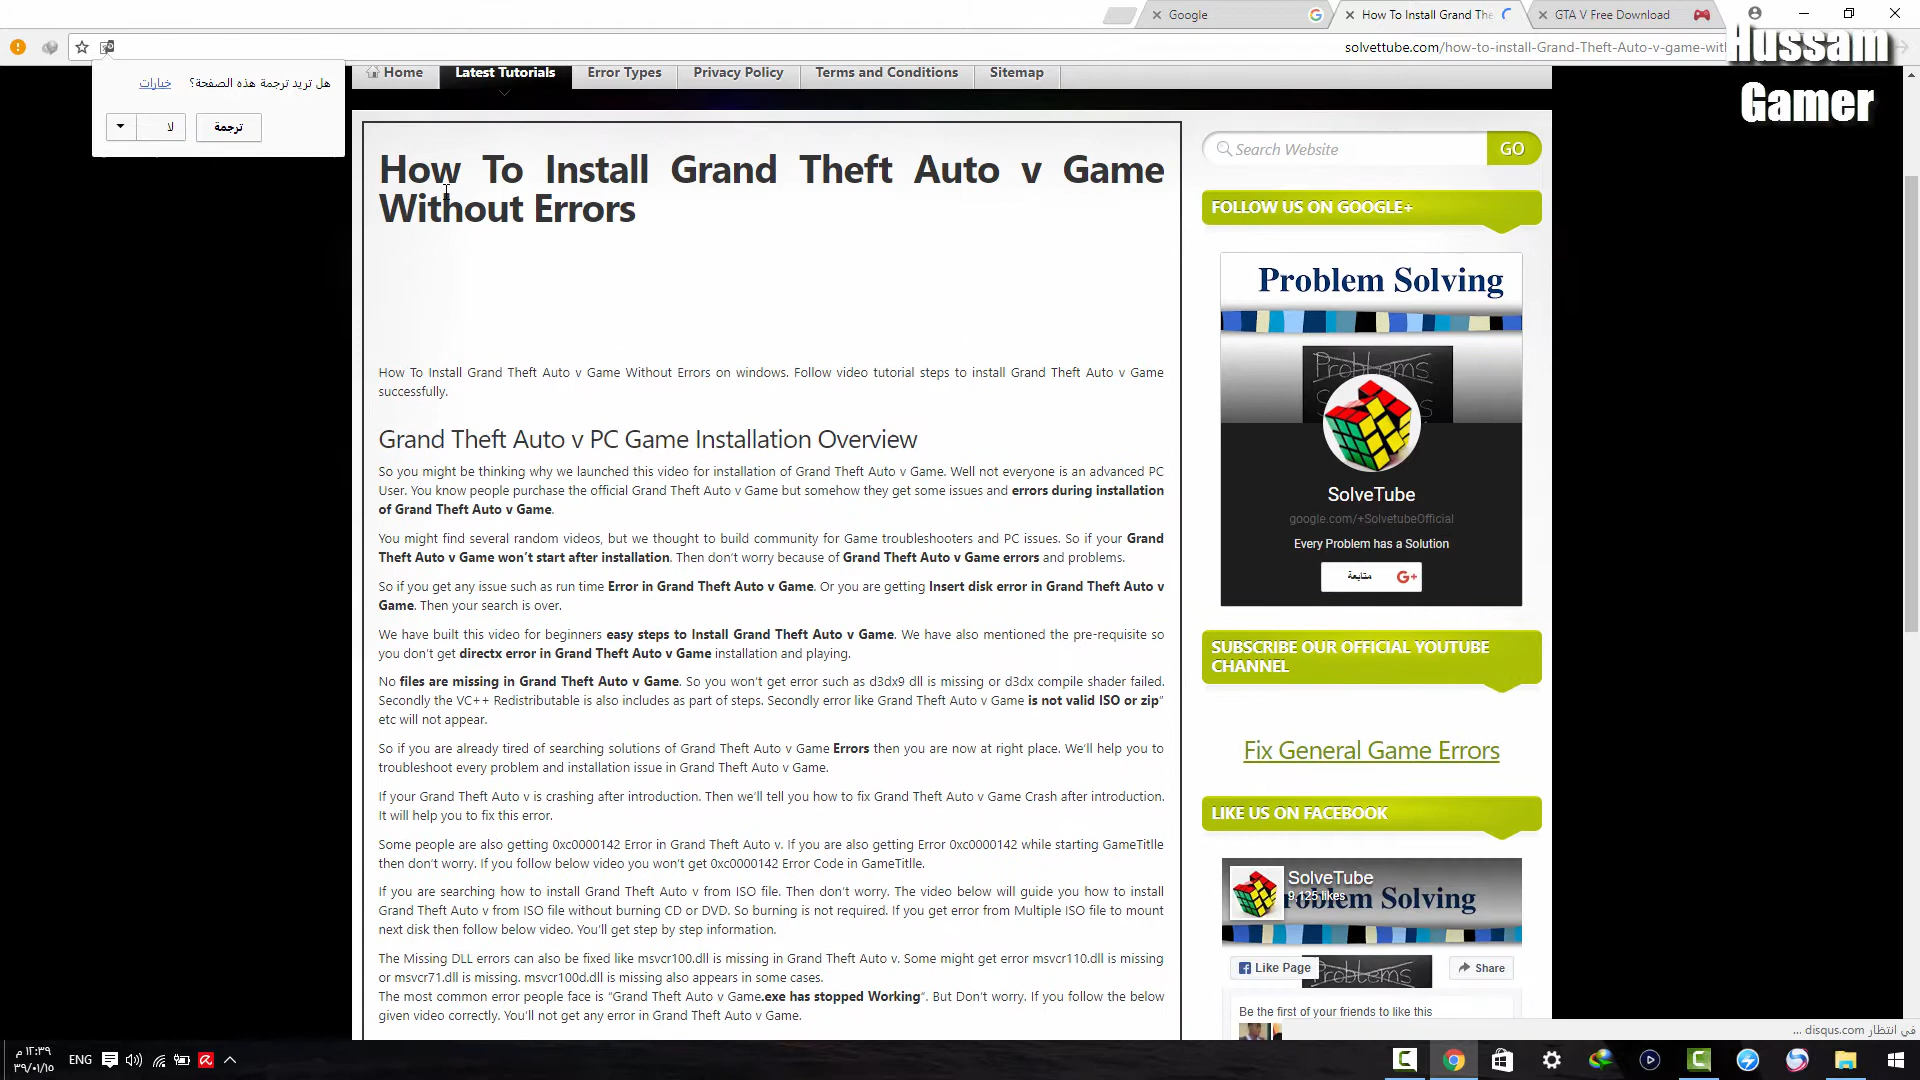 Google
How To Install Grand The
GTA V Free Download
solvettube.com/how-to-install-Grand-Theft-Auto-v-game-with
Hussam
Gamer
هل تريد ترجمة هذه الصفحة؟ خيارات
ترجمة
لا
Home
Latest Tutorials
Error Types
Privacy Policy
Terms and Conditions
Sitemap
How To Install Grand Theft Auto v Game
Without Errors
How To Install Grand Theft Auto v Game Without Errors on windows. Follow video tutorial steps to install Grand Theft Auto v Game
successfully.
Grand Theft Auto v PC Game Installation Overview
So you might be thinking why we launched this video for installation of Grand Theft Auto v Game. Well not everyone is an advanced PC
User. You know people purchase the official Grand Theft Auto v Game but somehow they get some issues and errors during installation
of Grand Theft Auto v Game.
You might find several random videos, but we thought to build community for Game troubleshooters and PC issues. So if your Grand
Theft Auto v Game won't start after installation. Then don't worry because of Grand Theft Auto v Game errors and problems.
So if you get any issue such as run time Error in Grand Theft Auto v Game. Or you are getting Insert disk error in Grand Theft Auto v
Game. Then your search is over.
We have built this video for beginners easy steps to Install Grand Theft Auto v Game. We have also mentioned the pre-requisite so
you don't get directx error in Grand Theft Auto v Game installation and playing.
No files are missing in Grand Theft Auto v Game. So you won't get error such as d3dx9 dll is missing or d3dx compile shader failed.
Secondly the VC++ Redistributable is also includes as part of steps. Secondly error like Grand Theft Auto v Game is not valid ISO or zip"
etc will not appear.
So if you are already tired of searching solutions of Grand Theft Auto v Game Errors then you are now at right place. We'll help you to
troubleshoot every problem and installation issue in Grand Theft Auto v Game.
If your Grand Theft Auto v is crashing after introduction. Then we'll tell you how to fix Grand Theft Auto v Game Crash after introduction.
It will help you to fix this error.
Some people are also getting 0xc0000142 Error in Grand Theft Auto v. If you are also getting Error 0xc0000142 while starting GameTitlle
then don't worry. If you follow below video you won't get 0xc0000142 Error Code in GameTitlle.
If you are searching how to install Grand Theft Auto v from ISO file. Then don't worry. The video below will guide you how to install
Grand Theft Auto v from ISO file without burning CD or DVD. So burning is not required. If you get error from Multiple ISO file to mount
next disk then follow below video. You'll get step by step information.
The Missing DLL errors can also be fixed like msvcr100.dll is missing in Grand Theft Auto v. Some might get error msvcr110.dll is missing
or msvcr71.dll is missing. msvcr100d.dll is missing also appears in some cases.
The most common error people face is "Grand Theft Auto v Game.exe has stopped Working". But Don't worry. If you follow the below
given video correctly. You'll not get any error in Grand Theft Auto v Game.
Search Website
GO
FOLLOW US ON GOOGLE+
Problem Solving
Problems
SolveTube
google.com/+SolvetubeOfficial
Every Problem has a Solution
متابعة G+
SUBSCRIBE OUR OFFICIAL YOUTUBE
CHANNEL
Fix General Game Errors
LIKE US ON FACEBOOK
SolveTube
9,125 likes
Problem Solving
Like Page
Problems
Share
Be the first of your friends to like this
في انتظار disqus.com ...
١٢:٣٩ م
٣٩/٠١/١٥
ENG